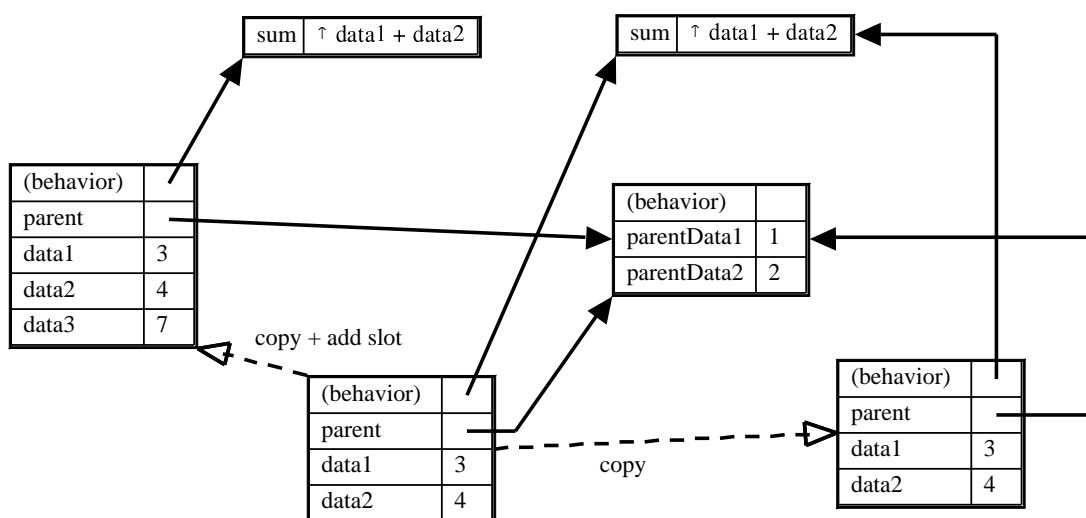 sum ↑ data1 + data2
sum ↑ data1 + data2
(behavior)
parent
data1 3
data2 4
data3 7
(behavior)
parentData1 1
parentData2 2
copy + add slot
(behavior)
parent
data1 3
data2 4
copy
(behavior)
parent
data1 3
data2 4